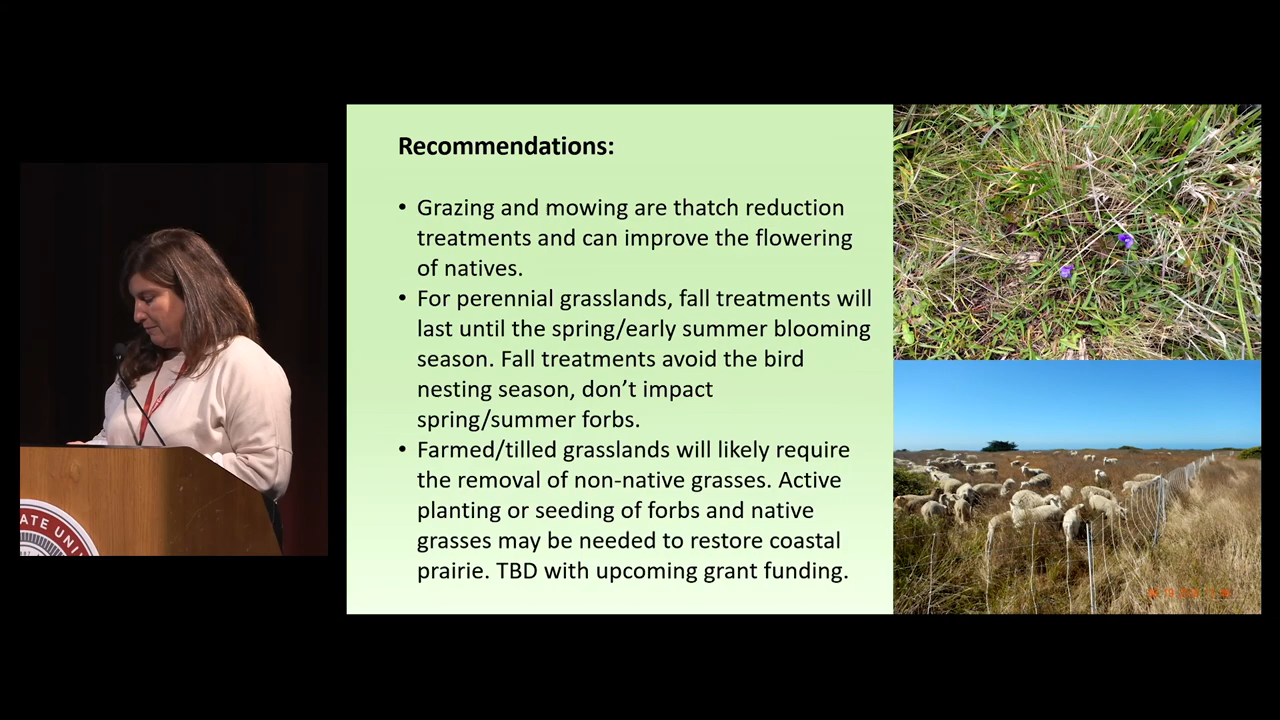 Recommendations:
• Grazing and mowing are thatch reduction
treatments and can improve the flowering
of natives.
• For perennial grasslands, fall treatments will
last until the spring/early summer blooming
season. Fall treatments avoid the bird
nesting season, don’t impact
spring/summer forbs.
• Farmed/tilled grasslands will likely require
the removal of non-native grasses. Active
planting or seeding of forbs and native
grasses may be needed to restore coastal
prairie. TBD with upcoming grant funding.
ATE UNI